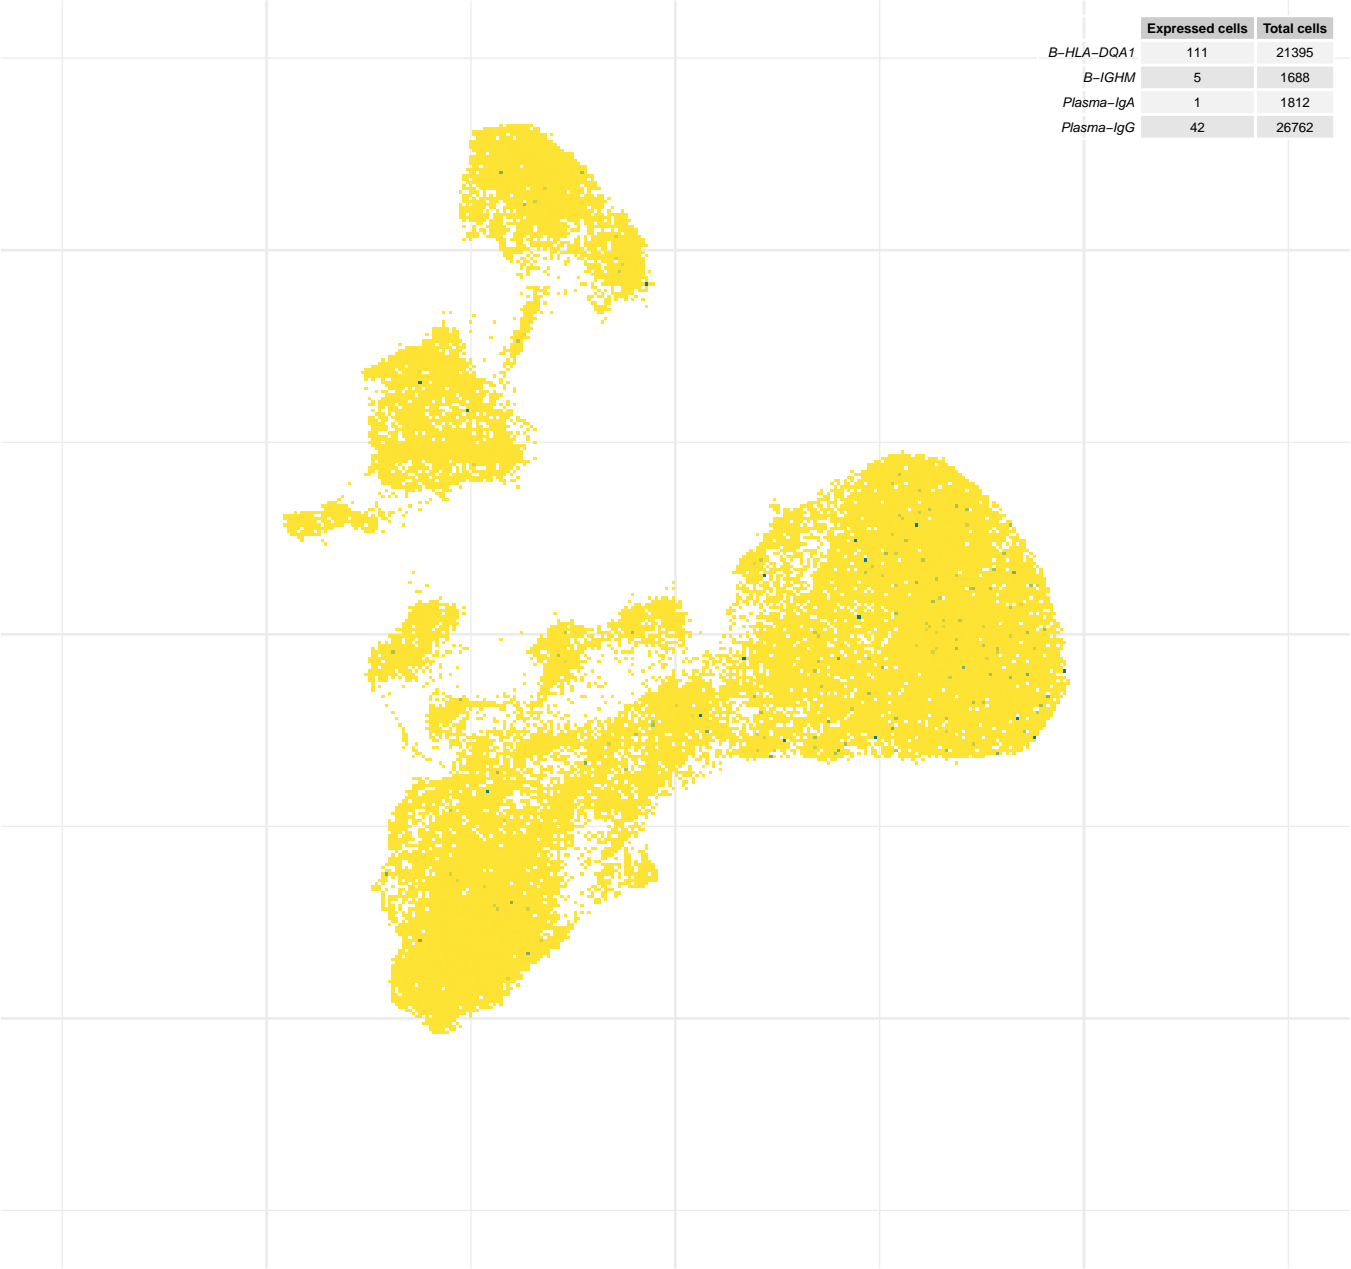 Expressed cells Total cells
B−HLA−DQA1 111 21395
B−IGHM 5 1688
Plasma−IgA 1 1812
Plasma−IgG 42 26762